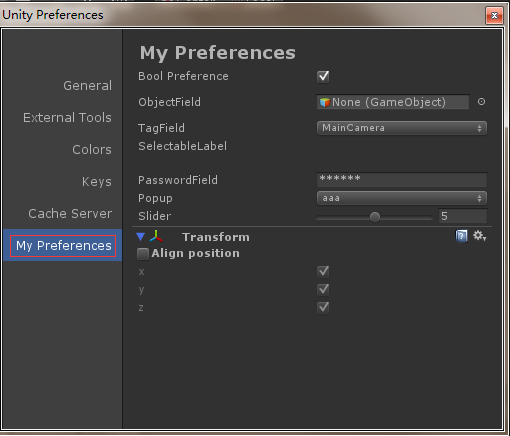 Unity Preferences
General
External Tools
Colors
Keys
Cache Server
My Preferences
My Preferences
Bool Preference
ObjectField None (GameObject)
TagField MainCamera
SelectableLabel
PasswordField ******
Popup aaa
Slider 5
Transform
Align position
x
y
z